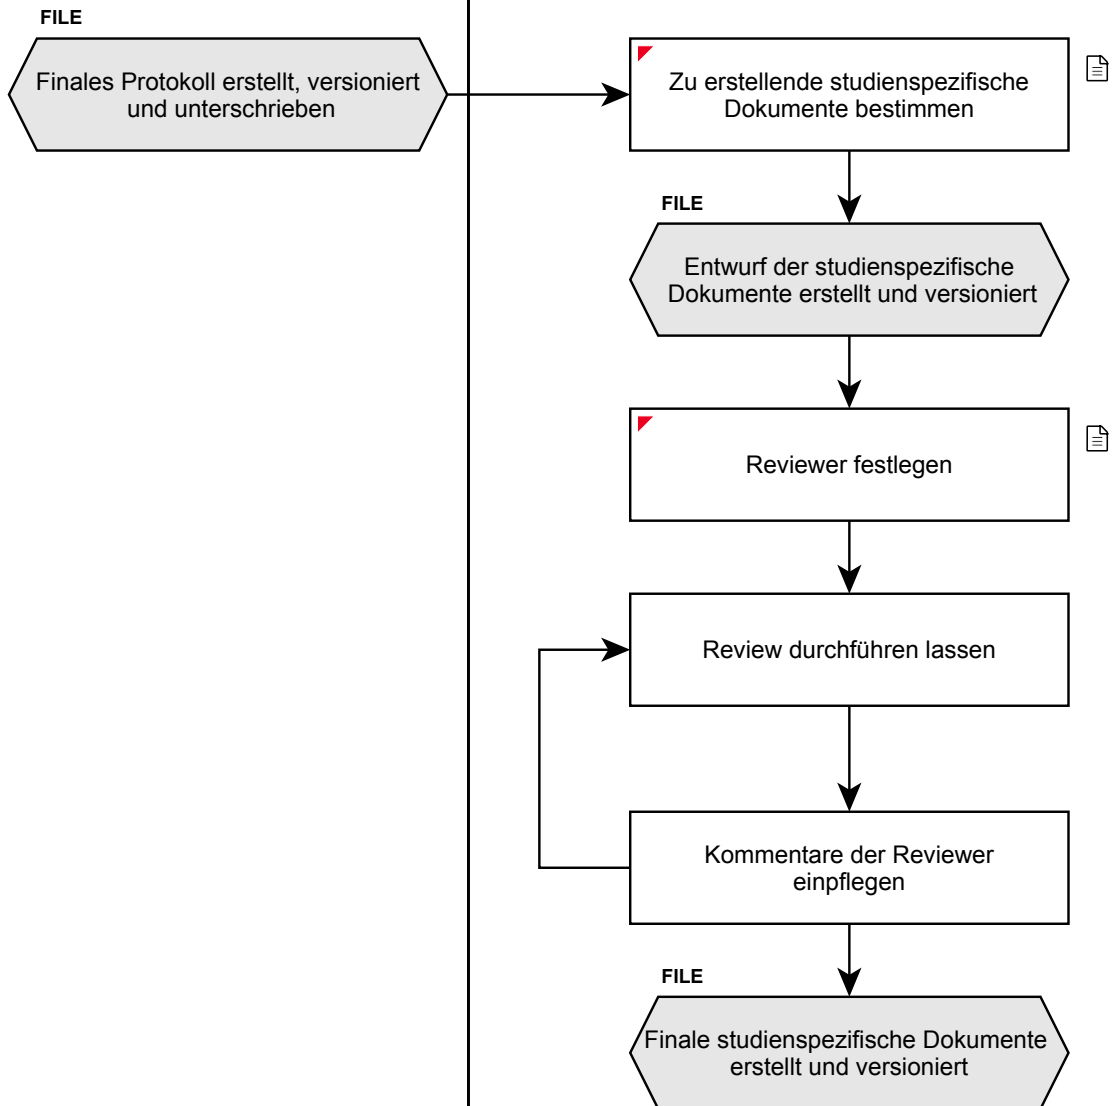 FILE
Finales Protokoll erstellt, versioniert
und unterschrieben
Zu erstellende studienspezifische
Dokumente bestimmen
FILE
Entwurf der studienspezifische
Dokumente erstellt und versioniert
Reviewer festlegen
Review durchführen lassen
Kommentare der Reviewer
einpflegen
FILE
Finale studienspezifische Dokumente
erstellt und versioniert